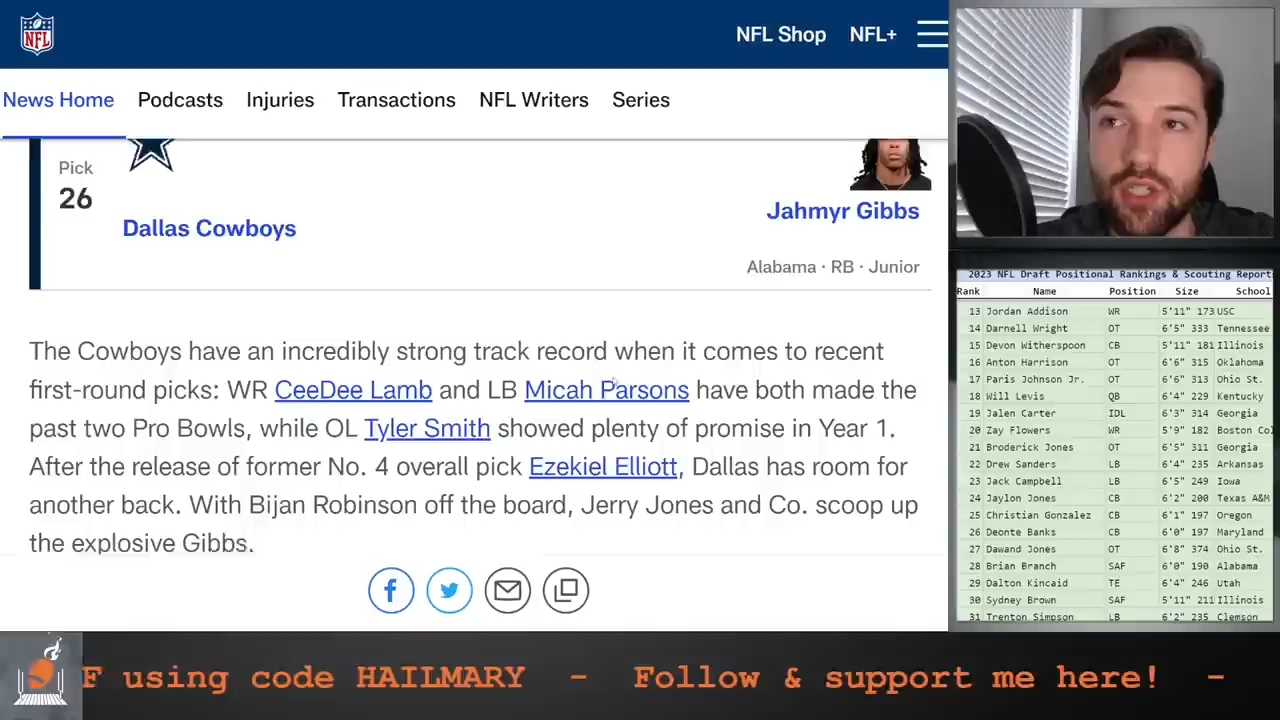 NFL
NFL Shop NFL+
News Home Podcasts Injuries Transactions NFL Writers Series
Pick
26
Dallas Cowboys
Jahmyr Gibbs
Alabama · RB · Junior
The Cowboys have an incredibly strong track record when it comes to recent
first-round picks: WR CeeDee Lamb and LB Micah Parsons have both made the
past two Pro Bowls, while OL Tyler Smith showed plenty of promise in Year 1.
After the release of former No. 4 overall pick Ezekiel Elliott, Dallas has room for
another back. With Bijan Robinson off the board, Jerry Jones and Co. scoop up
the explosive Gibbs.
2023 NFL Draft Positional Rankings & Scouting Report
Rank Name Position Size School
13 Jordan Addison WR 5'11" 173 USC
14 Darnell Wright OT 6'5" 333 Tennessee
15 Devon Witherspoon CB 5'11" 181 Illinois
16 Anton Harrison OT 6'6" 315 Oklahoma
17 Paris Johnson Jr. OT 6'6" 313 Ohio St.
18 Will Levis QB 6'4" 229 Kentucky
19 Jalen Carter IDL 6'3" 314 Georgia
20 Zay Flowers WR 5'9" 182 Boston Col
21 Broderick Jones OT 6'5" 311 Georgia
22 Drew Sanders LB 6'4" 235 Arkansas
23 Jack Campbell LB 6'5" 249 Iowa
24 Jaylon Jones CB 6'2" 200 Texas A&M
25 Christian Gonzalez CB 6'1" 197 Oregon
26 Deonte Banks CB 6'0" 197 Maryland
27 Dawand Jones OT 6'8" 374 Ohio St.
28 Brian Branch SAF 6'0" 190 Alabama
29 Dalton Kincaid TE 6'4" 246 Utah
30 Sydney Brown SAF 5'11" 211 Illinois
31 Trenton Simpson LB 6'2" 235 Clemson
F using code HAILMARY - Follow & support me here! -